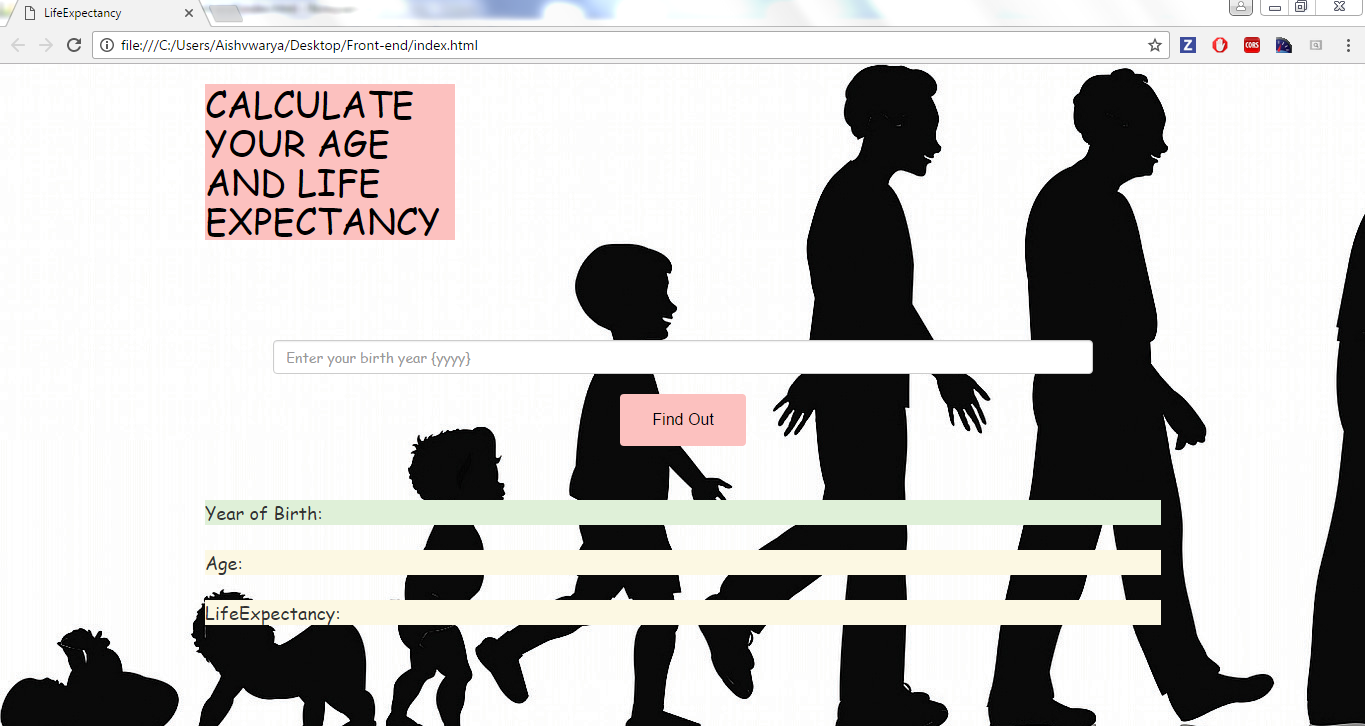 LifeExpectancy
file:///C:/Users/Aishvwarya/Desktop/Front-end/index.html
Z
CORS
CALCULATE
YOUR AGE
AND LIFE
EXPECTANCY
Enter your birth year {yyyy}
Find Out
Year of Birth:
Age:
LifeExpectancy: